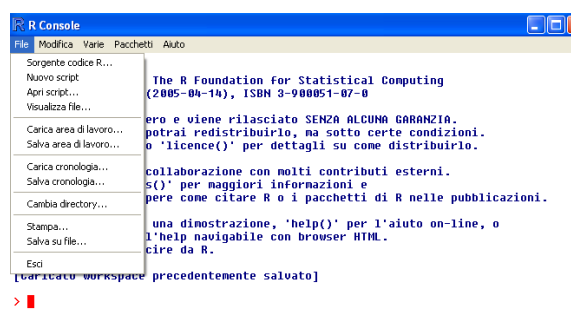 R Console
File Modifica Varie Pacchetti Aiuto
Sorgente codice R...
Nuovo script
Apri script...
Visualizza file...
Carica area di lavoro...
Salva area di lavoro...
Carica cronologia...
Salva cronologia...
Cambia directory...
Stampa...
Salva su file...
Esci
The R Foundation for Statistical Computing
(2005-04-14), ISBN 3-900051-07-0
ero e viene rilasciato SENZA ALCUNA GARANZIA.
potrai redistribuirlo, ma sotto certe condizioni.
o 'licence()' per dettagli su come distribuirlo.
collaborazione con molti contributi esterni.
s()' per maggiori informazioni e
pere come citare R o i pacchetti di R nelle pubblicazioni.
una dimostrazione, 'help()' per l'aiuto on-line, o
l'help navigabile con browser HTML.
cire da R.
[Caricato workspace precedentemente salvato]
>